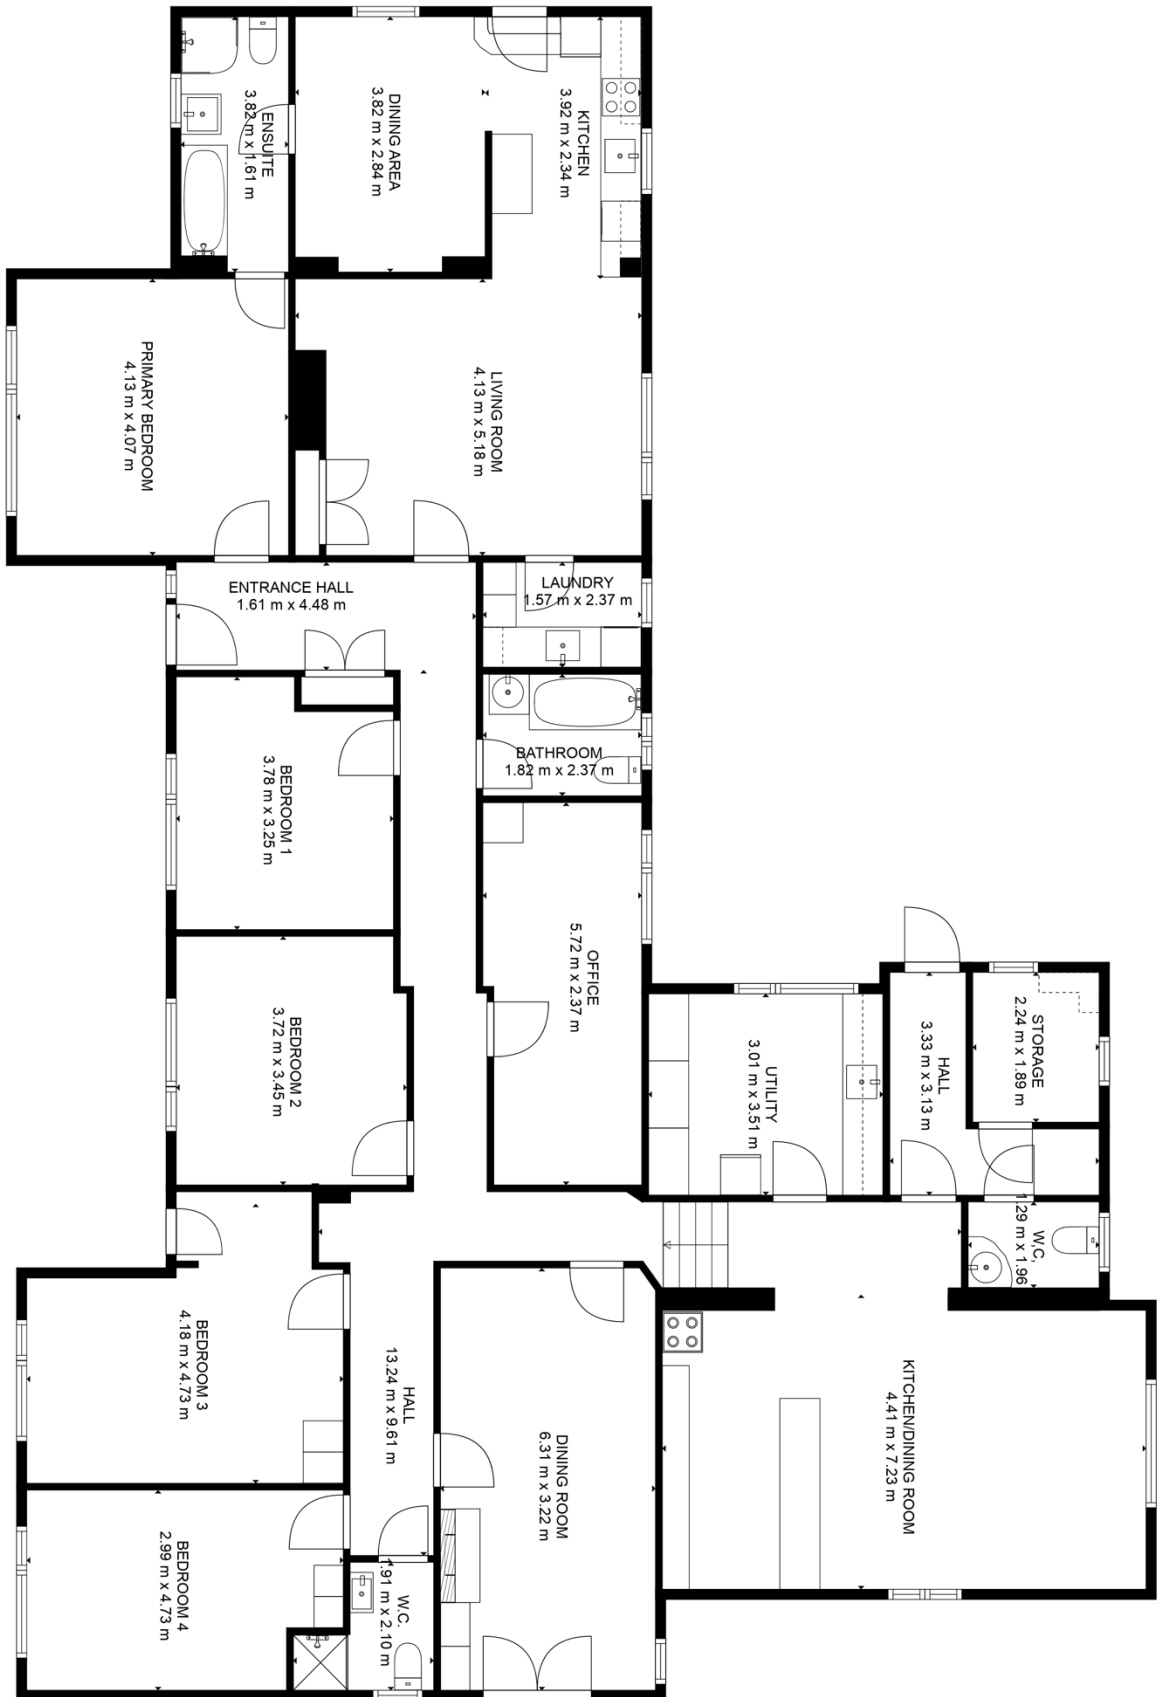 ENSUITE
3.82 m x 1.61 m
DINING AREA
3.82 m x 2.84 m
KITCHEN
3.92 m x 2.34 m
PRIMARY BEDROOM
4.13 m x 4.07 m
LIVING ROOM
4.13 m x 5.18 m
ENTRANCE HALL
1.61 m x 4.48 m
LAUNDRY
1.57 m x 2.37 m
BATHROOM
1.82 m x 2.37 m
BEDROOM 1
3.78 m x 3.25 m
OFFICE
5.72 m x 2.37 m
BEDROOM 2
3.72 m x 3.45 m
UTILITY
3.01 m x 3.51 m
HALL
3.33 m x 3.13 m
STORAGE
2.24 m x 1.89 m
W,C,
1.29 m x 1.96
BEDROOM 3
4.18 m x 4.73 m
HALL
13.24 m x 9.61 m
DINING ROOM
6.31 m x 3.22 m
KITCHEN/DINING ROOM
4.41 m x 7.23 m
BEDROOM 4
2.99 m x 4.73 m
W.C.
1.91 m x 2.10 m